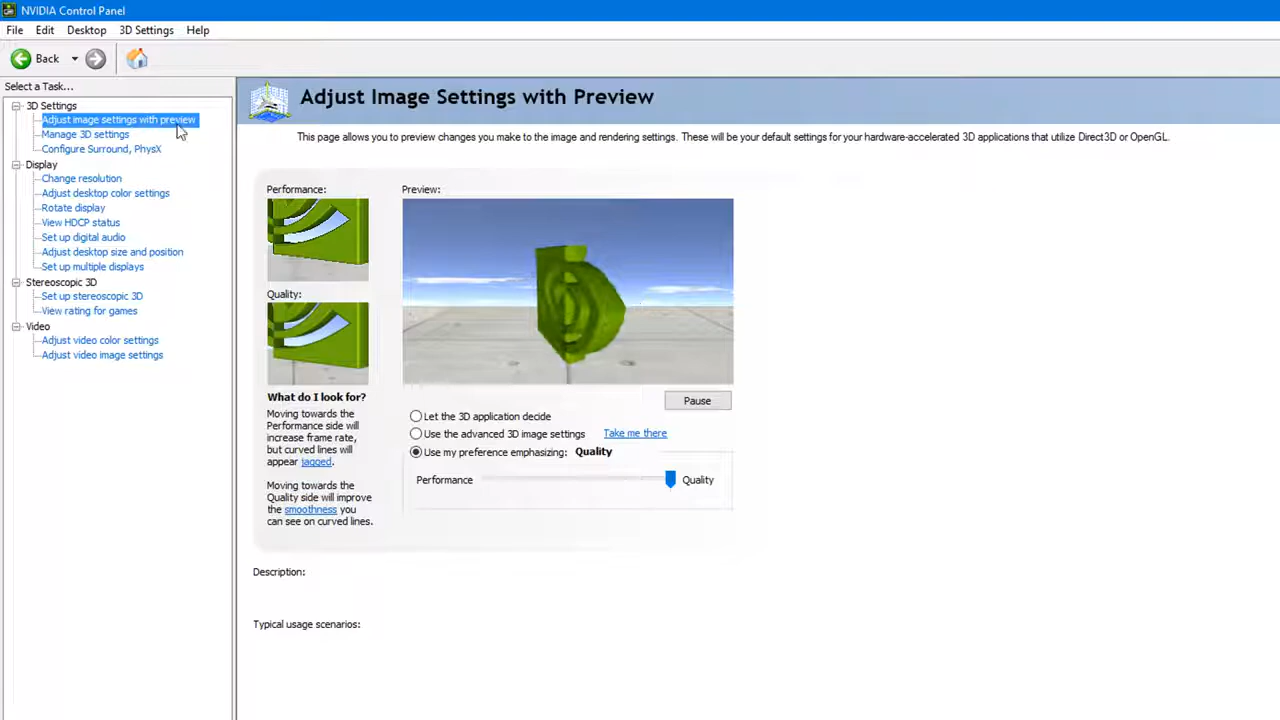 NVIDIA Control Panel
File Edit Desktop 3D Settings Help
Back
Select a Task...
3D Settings
Adjust image settings with preview
Manage 3D settings
Configure Surround, PhysX
Display
Change resolution
Adjust desktop color settings
Rotate display
View HDCP status
Set up digital audio
Adjust desktop size and position
Set up multiple displays
Stereoscopic 3D
Set up stereoscopic 3D
View rating for games
Video
Adjust video color settings
Adjust video image settings
Adjust Image Settings with Preview
This page allows you to preview changes you make to the image and rendering settings. These will be your default settings for your hardware-accelerated 3D applications that utilize Direct3D or OpenGL.
Performance:
Quality:
What do I look for?
Moving towards the
Performance side will
increase frame rate,
but curved lines will
appear jagged.
Moving towards the
Quality side will improve
the smoothness you
can see on curved lines.
Preview:
Pause
Let the 3D application decide
Use the advanced 3D image settings Take me there
Use my preference emphasizing: Quality
Performance Quality
Description:
Typical usage scenarios: